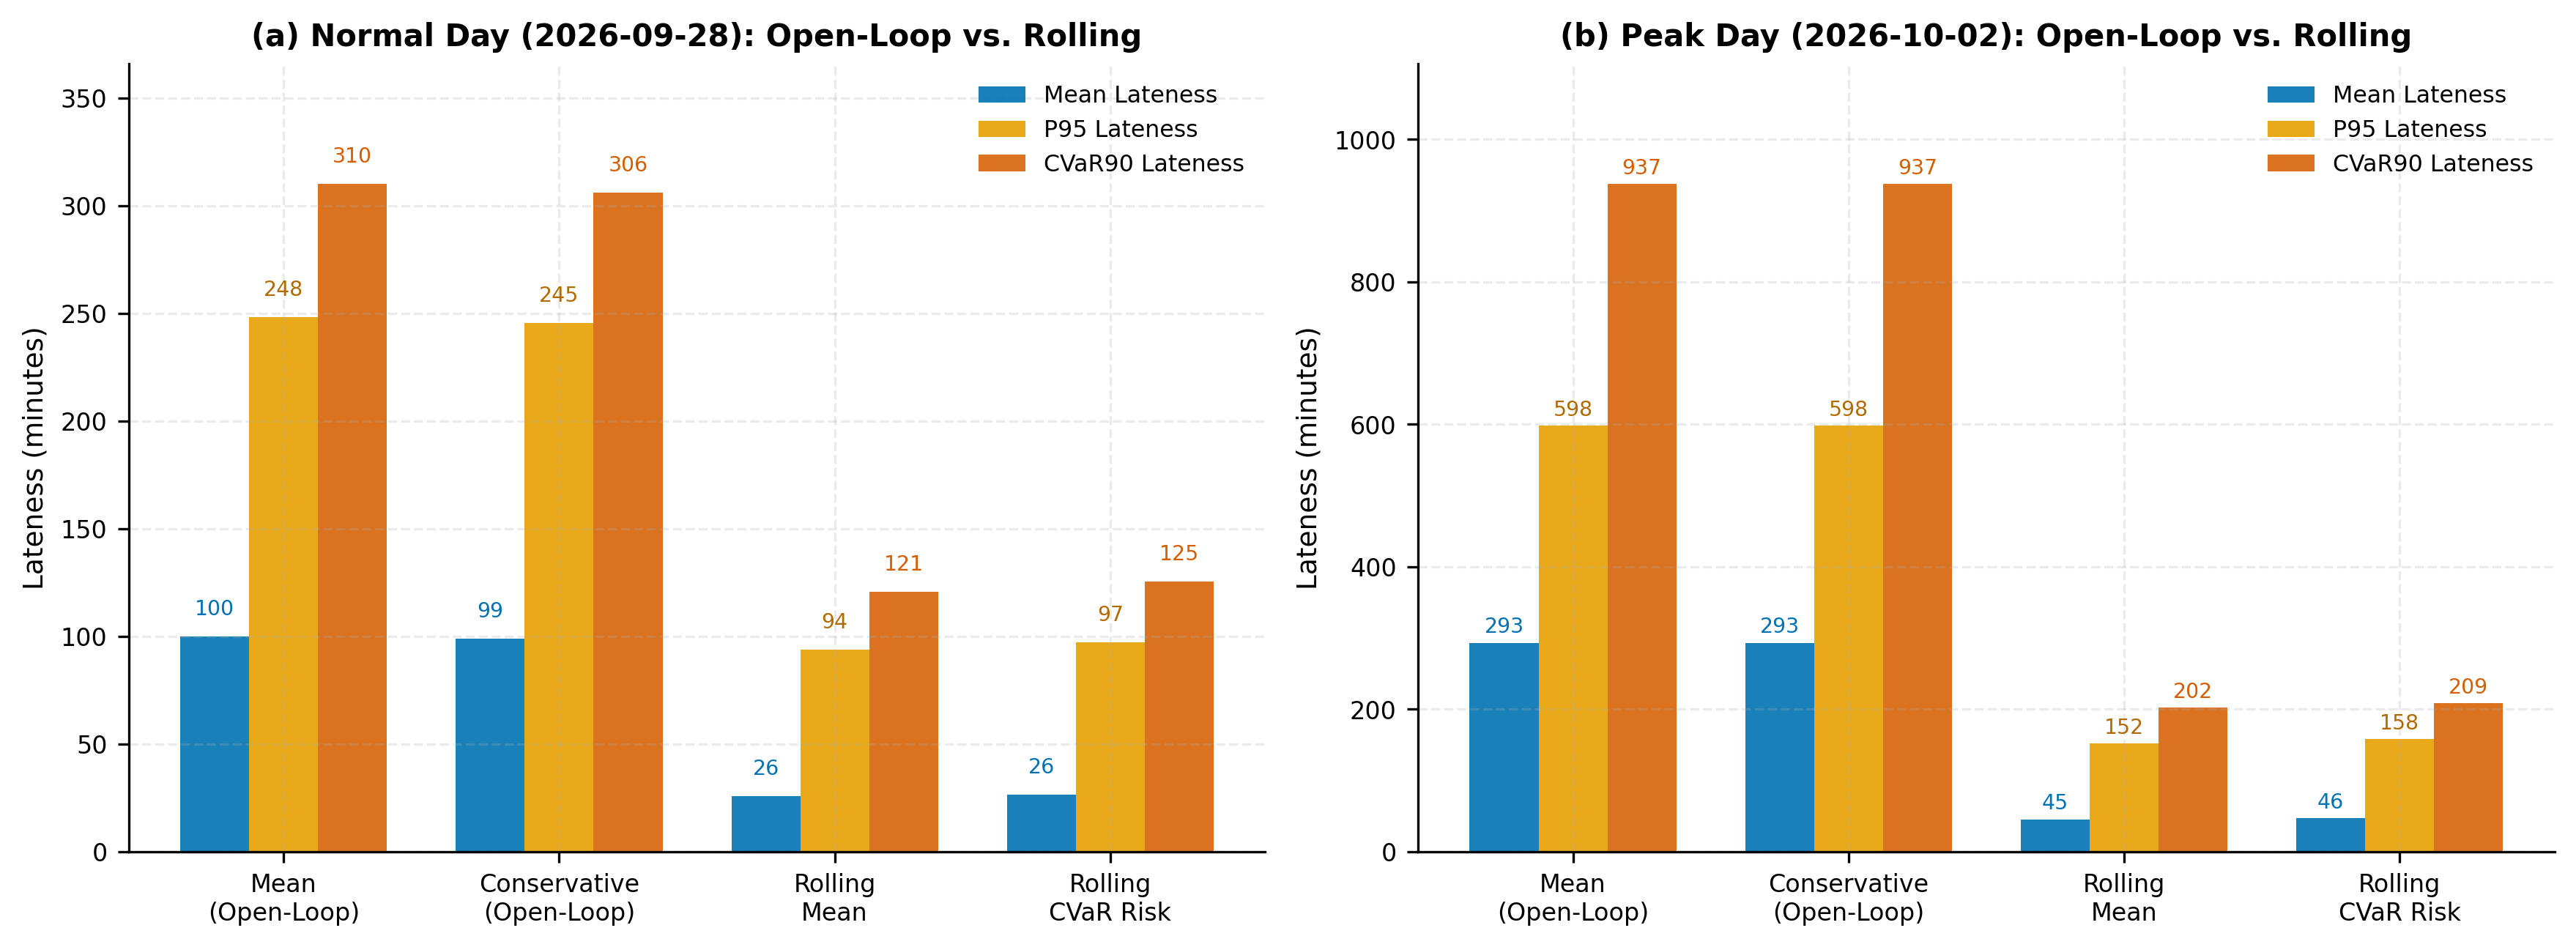 (a) Normal Day (2026-09-28): Open-Loop vs. Rolling
Lateness (minutes)
350
300
250
200
150
100
50
0
Mean Lateness
P95 Lateness
CVaR90 Lateness
100
248
310
99
245
306
26
94
121
26
97
125
Mean
(Open-Loop)
Conservative
(Open-Loop)
Rolling
Mean
Rolling
CVaR Risk
(b) Peak Day (2026-10-02): Open-Loop vs. Rolling
Lateness (minutes)
1000
800
600
400
200
0
Mean Lateness
P95 Lateness
CVaR90 Lateness
293
598
937
293
598
937
45
152
202
46
158
209
Mean
(Open-Loop)
Conservative
(Open-Loop)
Rolling
Mean
Rolling
CVaR Risk